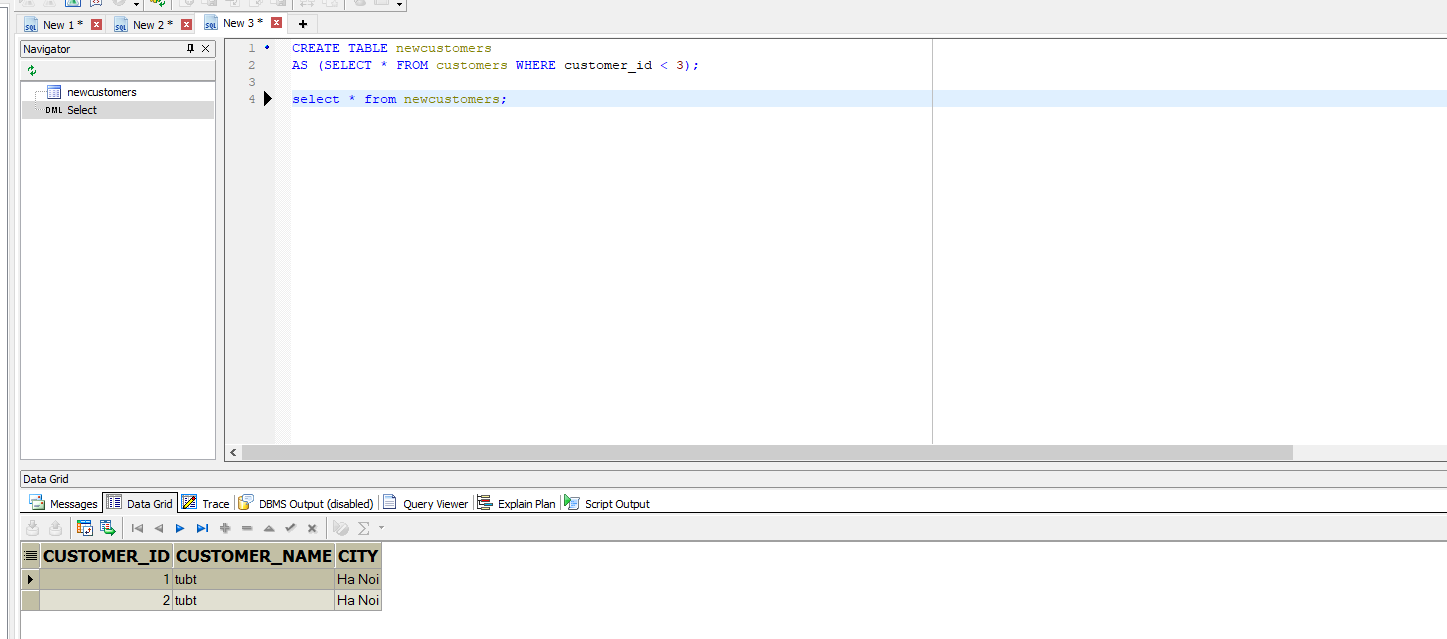 New 1 * New 2 * New 3 * +
Navigator
newcustomers
DML Select
1 CREATE TABLE newcustomers
2 AS (SELECT * FROM customers WHERE customer_id < 3);
3
4 select * from newcustomers;
Data Grid
Messages Data Grid Trace DBMS Output (disabled) Query Viewer Explain Plan Script Output
CUSTOMER_ID CUSTOMER_NAME CITY
1 tubt Ha Noi
2 tubt Ha Noi